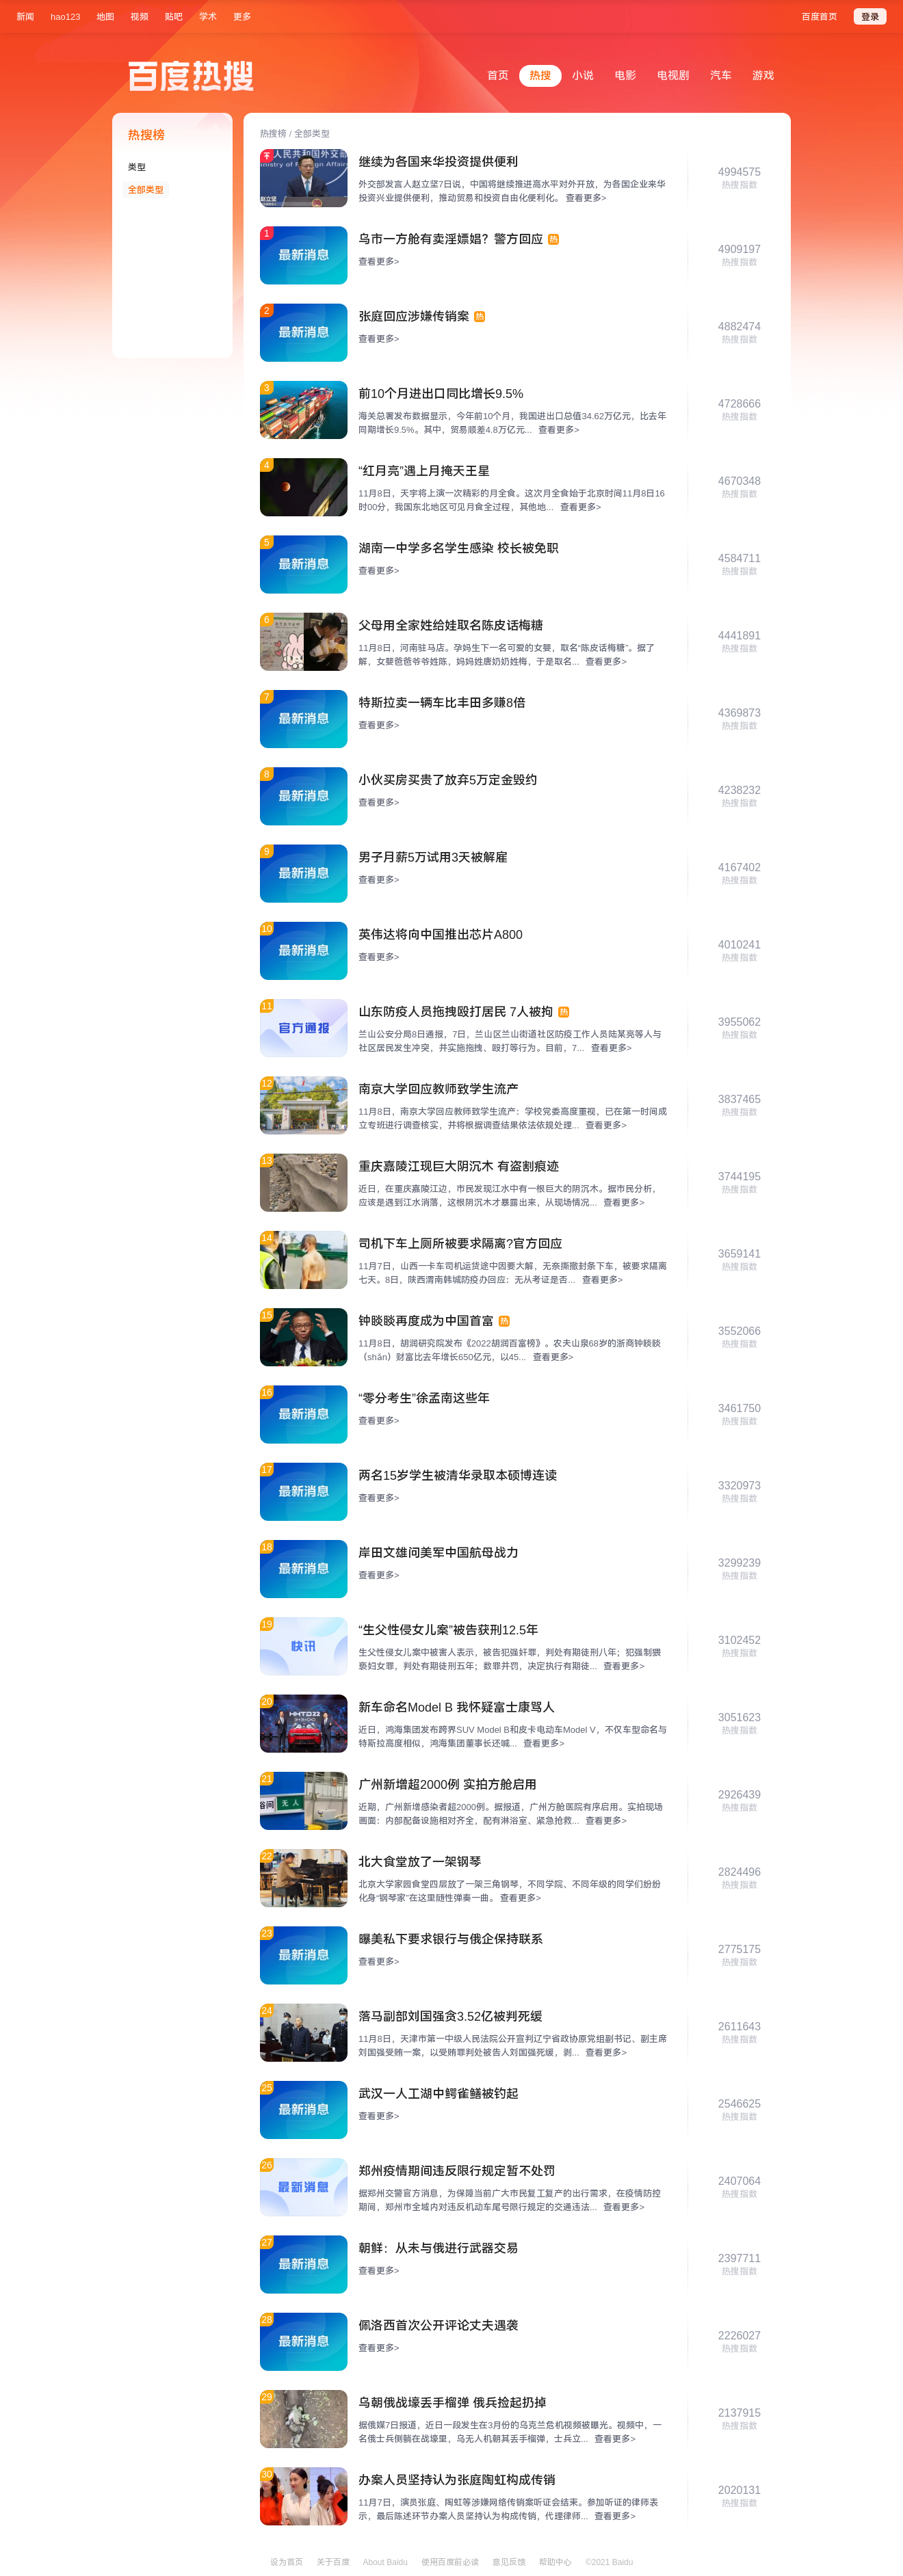 新闻 hao123 地图 视频 贴吧 学术 更多 百度首页 登录
百度热搜
首页 热搜 小说 电影 电视剧 汽车 游戏
热搜榜
类型
全部类型
热搜榜 / 全部类型
继续为各国来华投资提供便利
外交部发言人赵立坚7日说，中国将继续推进高水平对外开放，为各国企业来华
投资兴业提供便利，推动贸易和投资自由化便利化。 查看更多>
4994575
热搜指数
1
最新消息
乌市一方舱有卖淫嫖娼？警方回应 热
查看更多>
4909197
热搜指数
2
最新消息
张庭回应涉嫌传销案 热
查看更多>
4882474
热搜指数
3
前10个月进出口同比增长9.5%
海关总署发布数据显示，今年前10个月，我国进出口总值34.62万亿元，比去年
同期增长9.5%。其中，贸易顺差4.8万亿元... 查看更多>
4728666
热搜指数
4
“红月亮”遇上月掩天王星
11月8日，天宇将上演一次精彩的月全食。这次月全食始于北京时间11月8日16
时00分，我国东北地区可见月食全过程，其他地... 查看更多>
4670348
热搜指数
5
最新消息
湖南一中学多名学生感染 校长被免职
查看更多>
4584711
热搜指数
6
父母用全家姓给娃取名陈皮话梅糖
11月8日，河南驻马店。孕妈生下一名可爱的女婴，取名“陈皮话梅糖”。据了
解，女婴爸爸爷爷姓陈，妈妈姓唐奶奶姓梅，于是取名... 查看更多>
4441891
热搜指数
7
最新消息
特斯拉卖一辆车比丰田多赚8倍
查看更多>
4369873
热搜指数
8
最新消息
小伙买房买贵了放弃5万定金毁约
查看更多>
4238232
热搜指数
9
最新消息
男子月薪5万试用3天被解雇
查看更多>
4167402
热搜指数
10
最新消息
英伟达将向中国推出芯片A800
查看更多>
4010241
热搜指数
11
官方通报
山东防疫人员拖拽殴打居民 7人被拘 热
兰山公安分局8日通报，7日，兰山区兰山街道社区防疫工作人员陆某亮等人与
社区居民发生冲突，并实施拖拽、殴打等行为。目前，7... 查看更多>
3955062
热搜指数
12
南京大学回应教师致学生流产
11月8日，南京大学回应教师致学生流产：学校党委高度重视，已在第一时间成
立专班进行调查核实，并将根据调查结果依法依规处理... 查看更多>
3837465
热搜指数
13
重庆嘉陵江现巨大阴沉木 有盗割痕迹
近日，在重庆嘉陵江边，市民发现江水中有一根巨大的阴沉木。据市民分析，
应该是遇到江水消落，这根阴沉木才暴露出来，从现场情况... 查看更多>
3744195
热搜指数
14
司机下车上厕所被要求隔离?官方回应
11月7日，山西一卡车司机运货途中因要大解，无奈撕撤封条下车，被要求隔离
七天。8日，陕西渭南韩城防疫办回应：无从考证是否... 查看更多>
3659141
热搜指数
15
钟睒睒再度成为中国首富 热
11月8日，胡润研究院发布《2022胡润百富榜》。农夫山泉68岁的浙商钟睒睒
（shǎn）财富比去年增长650亿元，以45... 查看更多>
3552066
热搜指数
16
最新消息
“零分考生”徐孟南这些年
查看更多>
3461750
热搜指数
17
最新消息
两名15岁学生被清华录取本硕博连读
查看更多>
3320973
热搜指数
18
最新消息
岸田文雄问美军中国航母战力
查看更多>
3299239
热搜指数
19
快讯
“生父性侵女儿案”被告获刑12.5年
生父性侵女儿案中被害人表示，被告犯强奸罪，判处有期徒刑八年；犯强制猥
亵妇女罪，判处有期徒刑五年；数罪并罚，决定执行有期徒... 查看更多>
3102452
热搜指数
20
新车命名Model B 我怀疑富士康骂人
近日，鸿海集团发布跨界SUV Model B和皮卡电动车Model V，不仅车型命名与
特斯拉高度相似，鸿海集团董事长还喊... 查看更多>
3051623
热搜指数
21
广州新增超2000例 实拍方舱启用
近期，广州新增感染者超2000例。据报道，广州方舱医院有序启用。实拍现场
画面：内部配备设施相对齐全，配有淋浴室、紧急抢救... 查看更多>
2926439
热搜指数
22
北大食堂放了一架钢琴
北京大学家园食堂四层放了一架三角钢琴，不同学院、不同年级的同学们纷纷
化身“钢琴家”在这里随性弹奏一曲。 查看更多>
2824496
热搜指数
23
最新消息
曝美私下要求银行与俄企保持联系
查看更多>
2775175
热搜指数
24
落马副部刘国强贪3.52亿被判死缓
11月8日，天津市第一中级人民法院公开宣判辽宁省政协原党组副书记、副主席
刘国强受贿一案，以受贿罪判处被告人刘国强死缓，剥... 查看更多>
2611643
热搜指数
25
最新消息
武汉一人工湖中鳄雀鳝被钓起
查看更多>
2546625
热搜指数
26
最新消息
郑州疫情期间违反限行规定暂不处罚
据郑州交警官方消息，为保障当前广大市民复工复产的出行需求，在疫情防控
期间，郑州市全域内对违反机动车尾号限行规定的交通违法... 查看更多>
2407064
热搜指数
27
最新消息
朝鲜：从未与俄进行武器交易
查看更多>
2397711
热搜指数
28
最新消息
佩洛西首次公开评论丈夫遇袭
查看更多>
2226027
热搜指数
29
乌朝俄战壕丢手榴弹 俄兵捡起扔掉
据俄媒7日报道，近日一段发生在3月份的乌克兰危机视频被曝光。视频中，一
名俄士兵侧躺在战壕里，乌无人机朝其丢手榴弹，士兵立... 查看更多>
2137915
热搜指数
30
办案人员坚持认为张庭陶虹构成传销
11月7日，演员张庭、陶虹等涉嫌网络传销案听证会结束。参加听证的律师表
示，最后陈述环节办案人员坚持认为构成传销，代理律师... 查看更多>
2020131
热搜指数
设为首页 关于百度 About Baidu 使用百度前必读 意见反馈 帮助中心 ©2021 Baidu